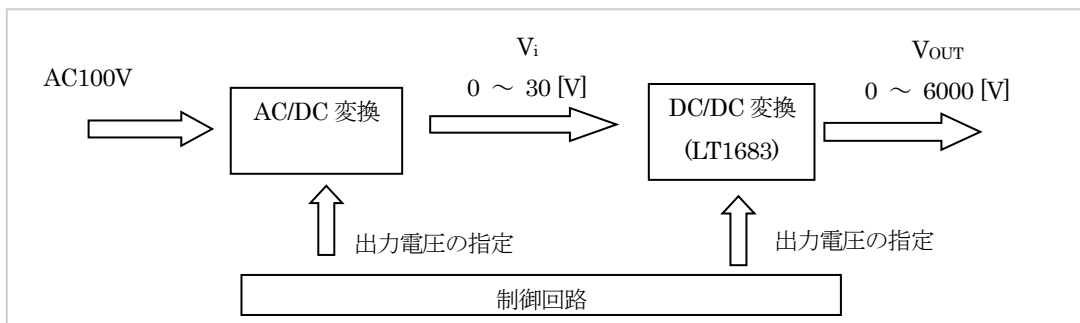 AC100V
AC/DC 変換
Vi
0 ～ 30 [V]
DC/DC 変換
(LT1683)
VOUT
0 ～ 6000 [V]
出力電圧の指定
出力電圧の指定
制御回路